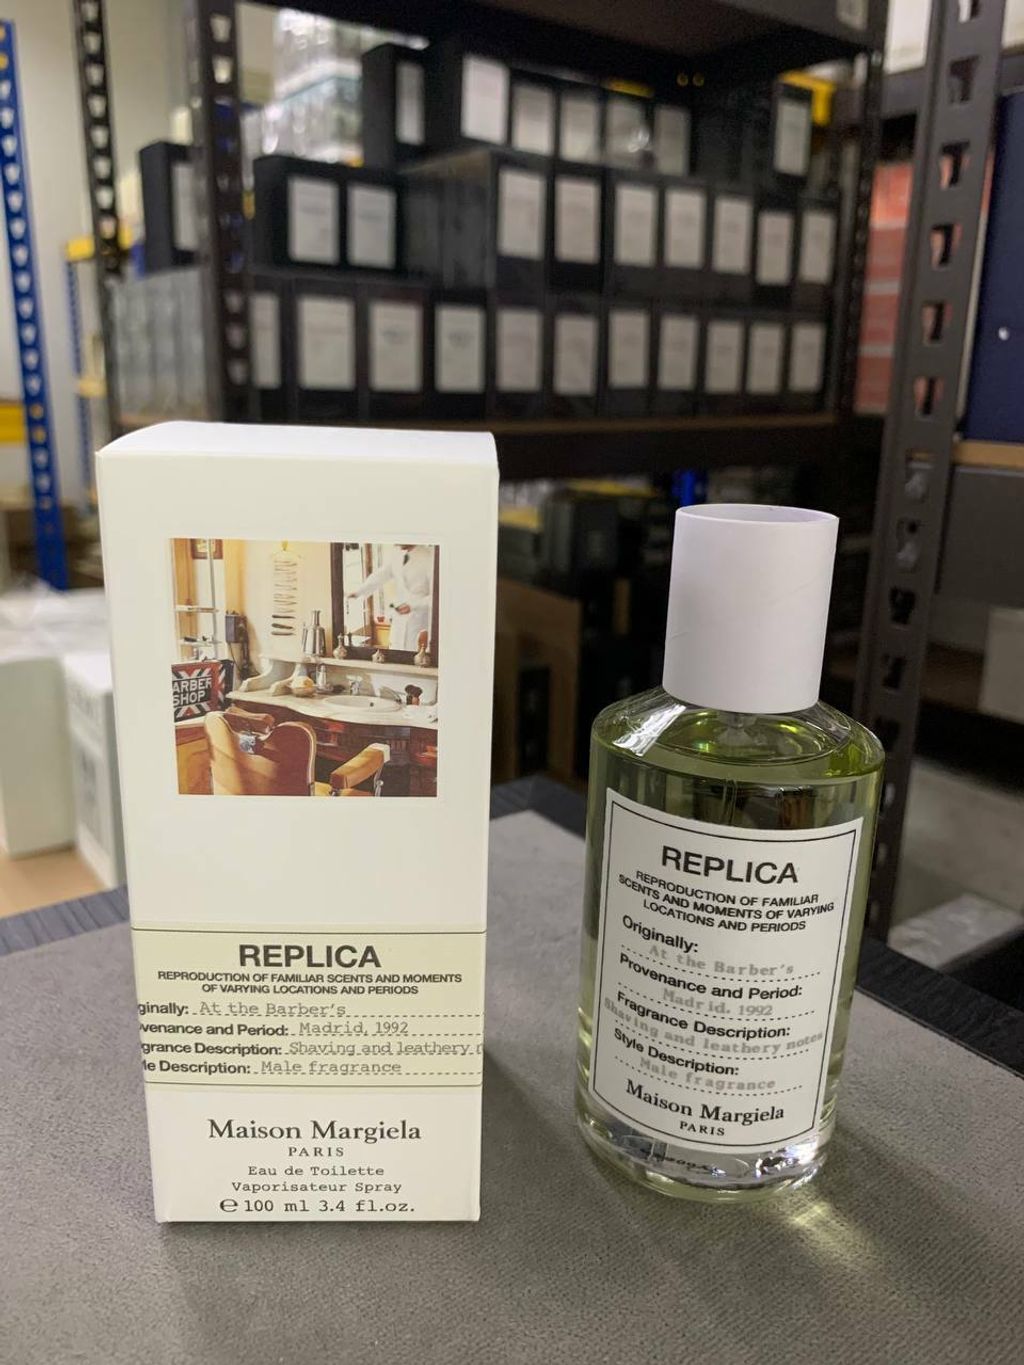 ARBER
SHOP
REPLICA
REPRODUCTION OF FAMILIAR SCENTS AND MOMENTS
OF VARYING LOCATIONS AND PERIODS
ginally: At the Barber's
venance and Period: Madrid, 1992
grance Description: Shaving and leathery n
le Description: Male fragrance
Maison Margiela
PARIS
Eau de Toilette
Vaporisateur Spray
℮ 100 ml 3.4 fl.oz.
REPLICA
REPRODUCTION OF FAMILIAR
SCENTS AND MOMENTS OF VARYING
LOCATIONS AND PERIODS
Originally:
At the Barber's
Provenance and Period:
Madrid, 1992
Fragrance Description:
Shaving and leathery notes
Style Description:
Male fragrance
Maison Margiela
PARIS